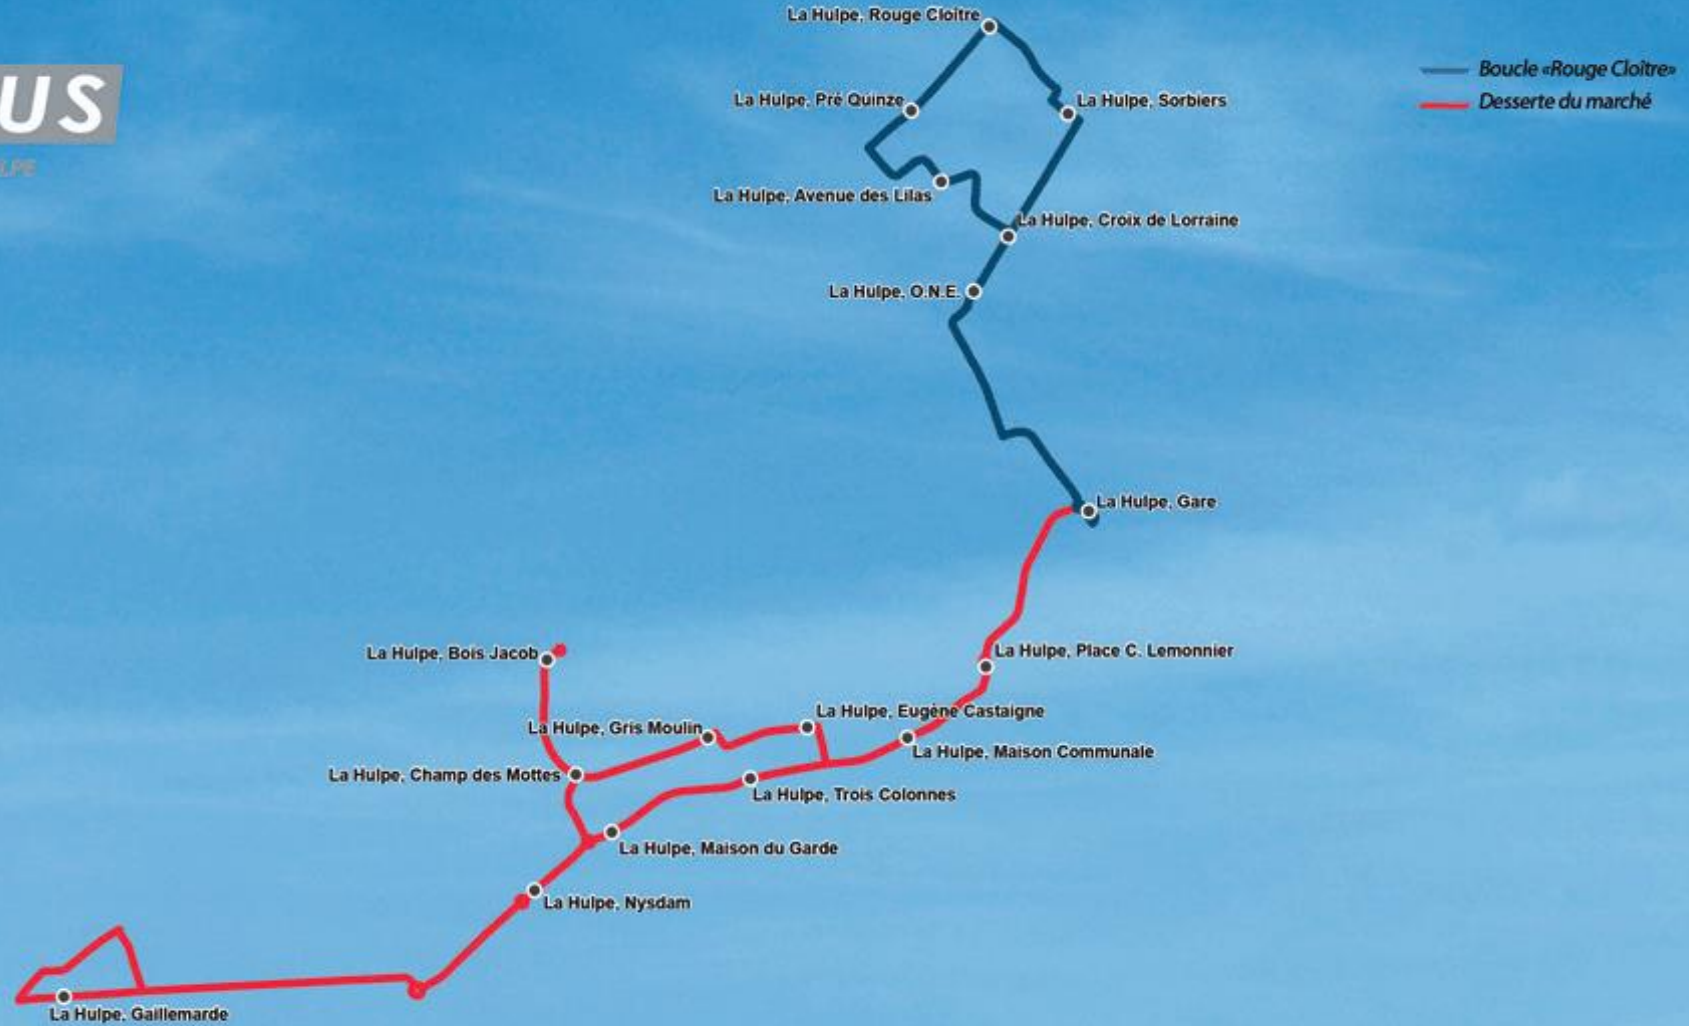 La Hulpe, Rouge Cloître
US
Boucle «Rouge Cloître»
La Hulpe, Pré Quinze
La Hulpe, Sorbiers
Desserte du marché
La Hulpe, Avenue des Lilas
La Hulpe, Croix de Lorraine
La Hulpe, O.N.E.
La Hulpe, Gare
La Hulpe, Bois Jacob
La Hulpe, Place C. Lemonnier
La Hulpe, Gris Moulin
La Hulpe, Eugène Castaigne
La Hulpe, Maison Communale
La Hulpe, Champ des Mottes
La Hulpe, Trois Colonnes
La Hulpe, Maison du Garde
La Hulpe, Nysdam
La Hulpe, Gaillemarde